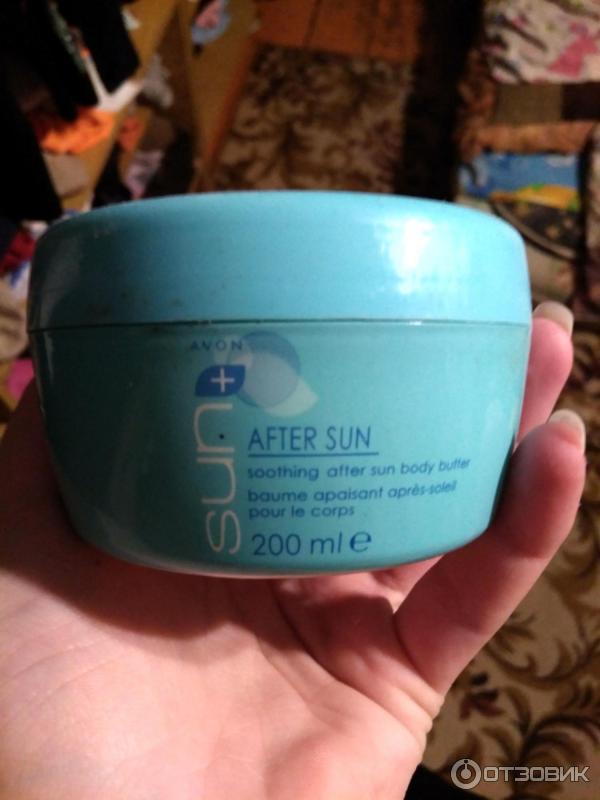 AVON
sun+
AFTER SUN
soothing after sun body butter
baume apaisant après-soleil
pour le corps
200 ml e
ОТЗОВИК